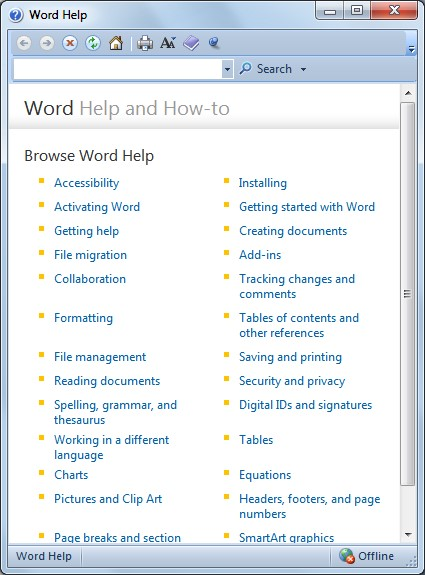 Word Help
Search
Word Help and How-to
Browse Word Help
Accessibility
Installing
Activating Word
Getting started with Word
Getting help
Creating documents
File migration
Add-ins
Collaboration
Tracking changes and
comments
Formatting
Tables of contents and
other references
File management
Saving and printing
Reading documents
Security and privacy
Spelling, grammar, and
thesaurus
Digital IDs and signatures
Working in a different
language
Tables
Charts
Equations
Pictures and Clip Art
Headers, footers, and page
numbers
Page breaks and section
SmartArt graphics
Word Help
Offline